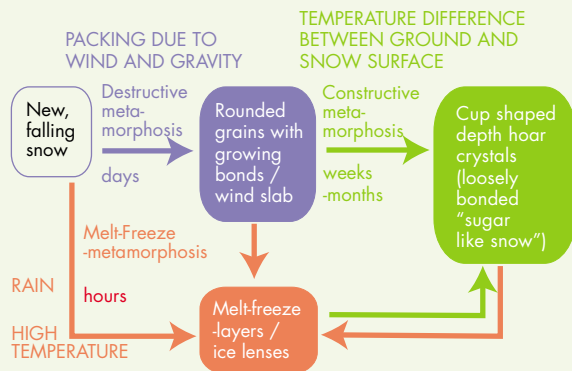 PACKING DUE TO
WIND AND GRAVITY
TEMPERATURE DIFFERENCE
BETWEEN GROUND AND
SNOW SURFACE
New,
falling
snow
Destructive
meta-
morphosis
days
Rounded
grains with
growing
bonds /
wind slab
Constructive
meta-
morphosis
weeks
-months
Cup shaped
depth hoar
crystals
(loosely
bonded
“sugar
like snow”)
Melt-Freeze
-metamorphosis
RAIN
hours
HIGH
TEMPERATURE
Melt-freeze
-layers /
ice lenses